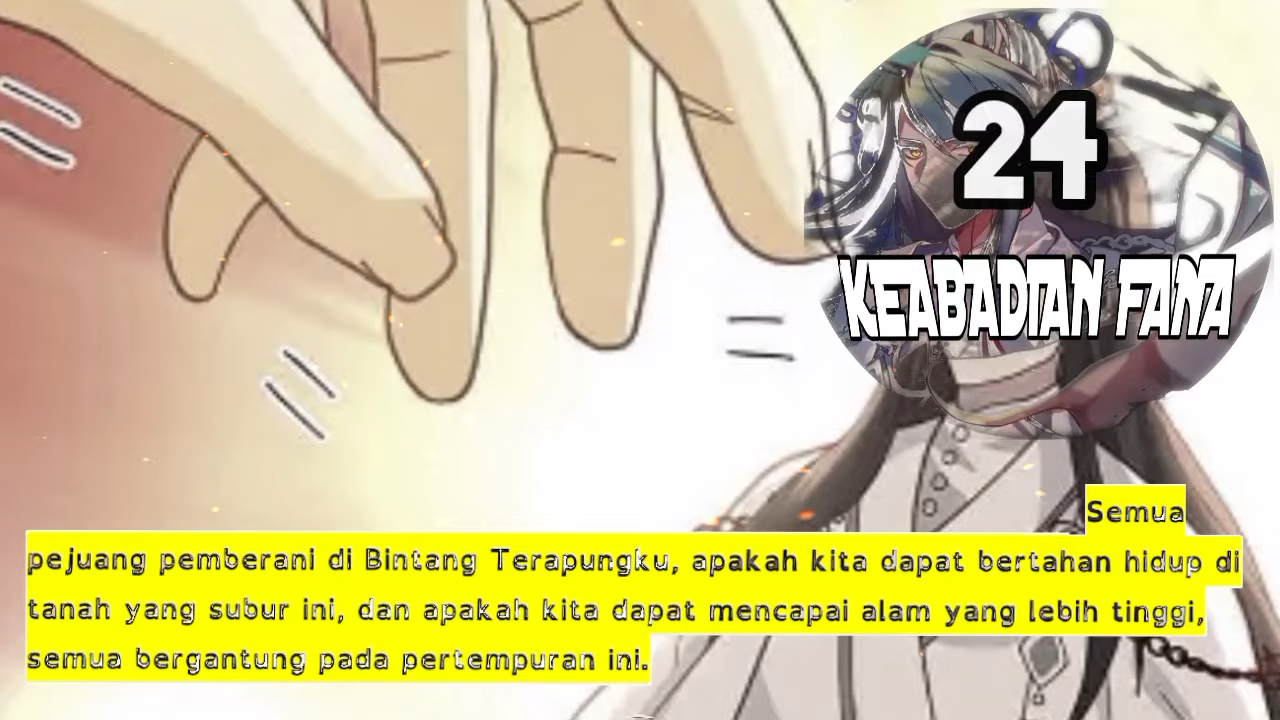 24
KEABADIAN FANA
Semua
pejuang pemberani di Bintang Terapungku, apakah kita dapat bertahan hidup di
tanah yang subur ini, dan apakah kita dapat mencapai alam yang lebih tinggi,
semua bergantung pada pertempuran ini.